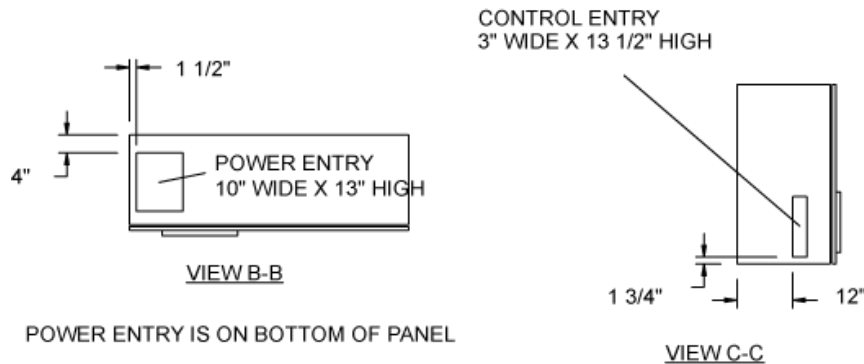 CONTROL ENTRY
3" WIDE X 13 1/2" HIGH
1 1/2"
4"
POWER ENTRY
10" WIDE X 13" HIGH
VIEW B-B
1 3/4"
12"
POWER ENTRY IS ON BOTTOM OF PANEL
VIEW C-C